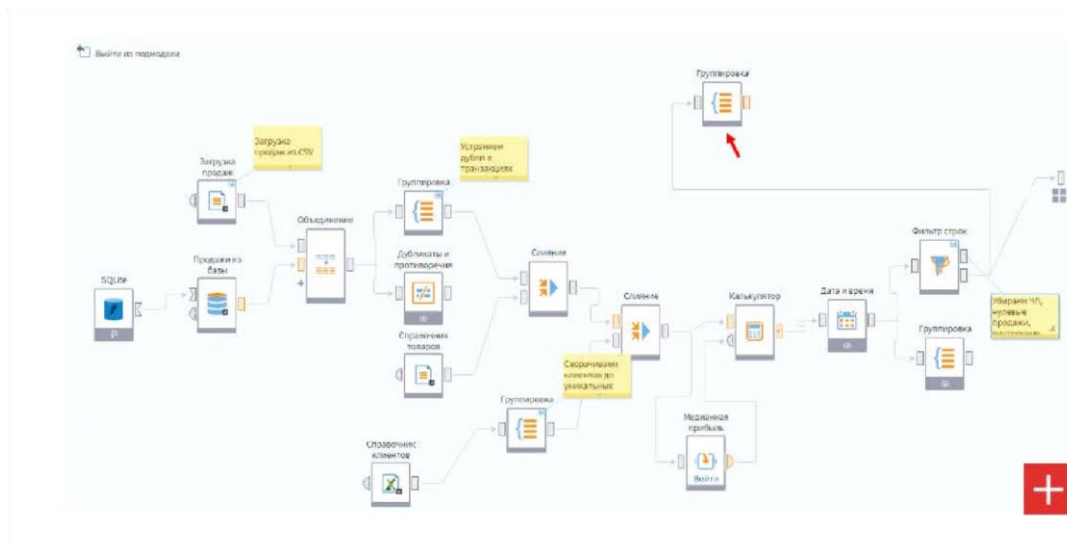 Выйти из подмодели
Группировка
Загрузка
продаж из CSV
Устраняем
дубли в
транзакциях
Загрузка
продаж
Группировка
Объединение
Фильтр строк
Продажи из
базы
Дубликаты и
противоречия
Слияние
SQLite
Слияние
Калькулятор
Дата и время
Убираем ЧЛ,
нулевые
продажи,
Группировка
Справочник
товаров
Сворачиваем
клиентов до
уникальных
Группировка
Медианная
прибыль
Войти
Справочник
клиентов